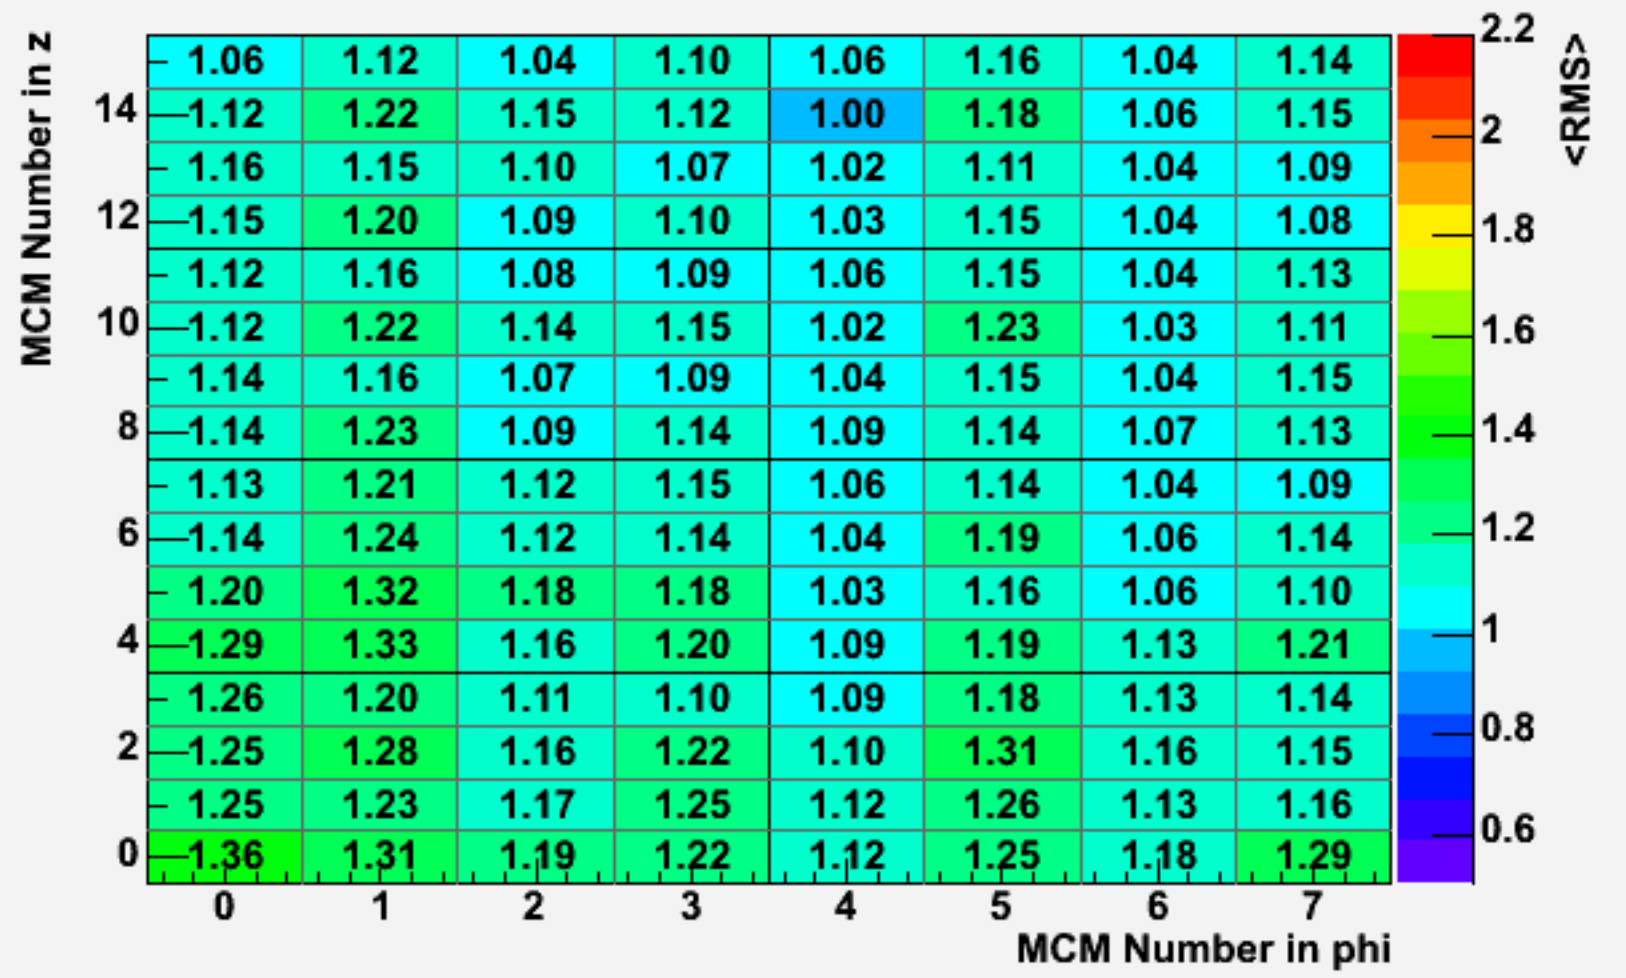 MCM Number in z
1.06 1.12 1.04 1.10 1.06 1.16 1.04 1.14
14 1.12 1.22 1.15 1.12 1.00 1.18 1.06 1.15
1.16 1.15 1.10 1.07 1.02 1.11 1.04 1.09
12 1.15 1.20 1.09 1.10 1.03 1.15 1.04 1.08
1.12 1.16 1.08 1.09 1.06 1.15 1.04 1.13
10 1.12 1.22 1.14 1.15 1.02 1.23 1.03 1.11
1.14 1.16 1.07 1.09 1.04 1.15 1.04 1.15
8 1.14 1.23 1.09 1.14 1.09 1.14 1.07 1.13
1.13 1.21 1.12 1.15 1.06 1.14 1.04 1.09
6 1.14 1.24 1.12 1.14 1.04 1.19 1.06 1.14
1.20 1.32 1.18 1.18 1.03 1.16 1.06 1.10
4 1.29 1.33 1.16 1.20 1.09 1.19 1.13 1.21
1.26 1.20 1.11 1.10 1.09 1.18 1.13 1.14
2 1.25 1.28 1.16 1.22 1.10 1.31 1.16 1.15
1.25 1.23 1.17 1.25 1.12 1.26 1.13 1.16
0 1.36 1.31 1.19 1.22 1.12 1.25 1.18 1.29
0 1 2 3 4 5 6 7
MCM Number in phi
2.2
2
1.8
1.6
1.4
1.2
1
0.8
0.6
<RMS>